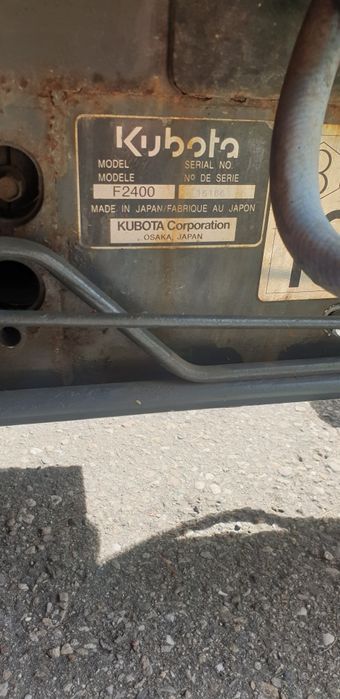 Kubota
MODEL SERIAL NO.
MODELE Nº DE SERIE
F2400
MADE IN JAPAN/FABRIQUE AU JAPON
KUBOTA Corporation
OSAKA, JAPAN